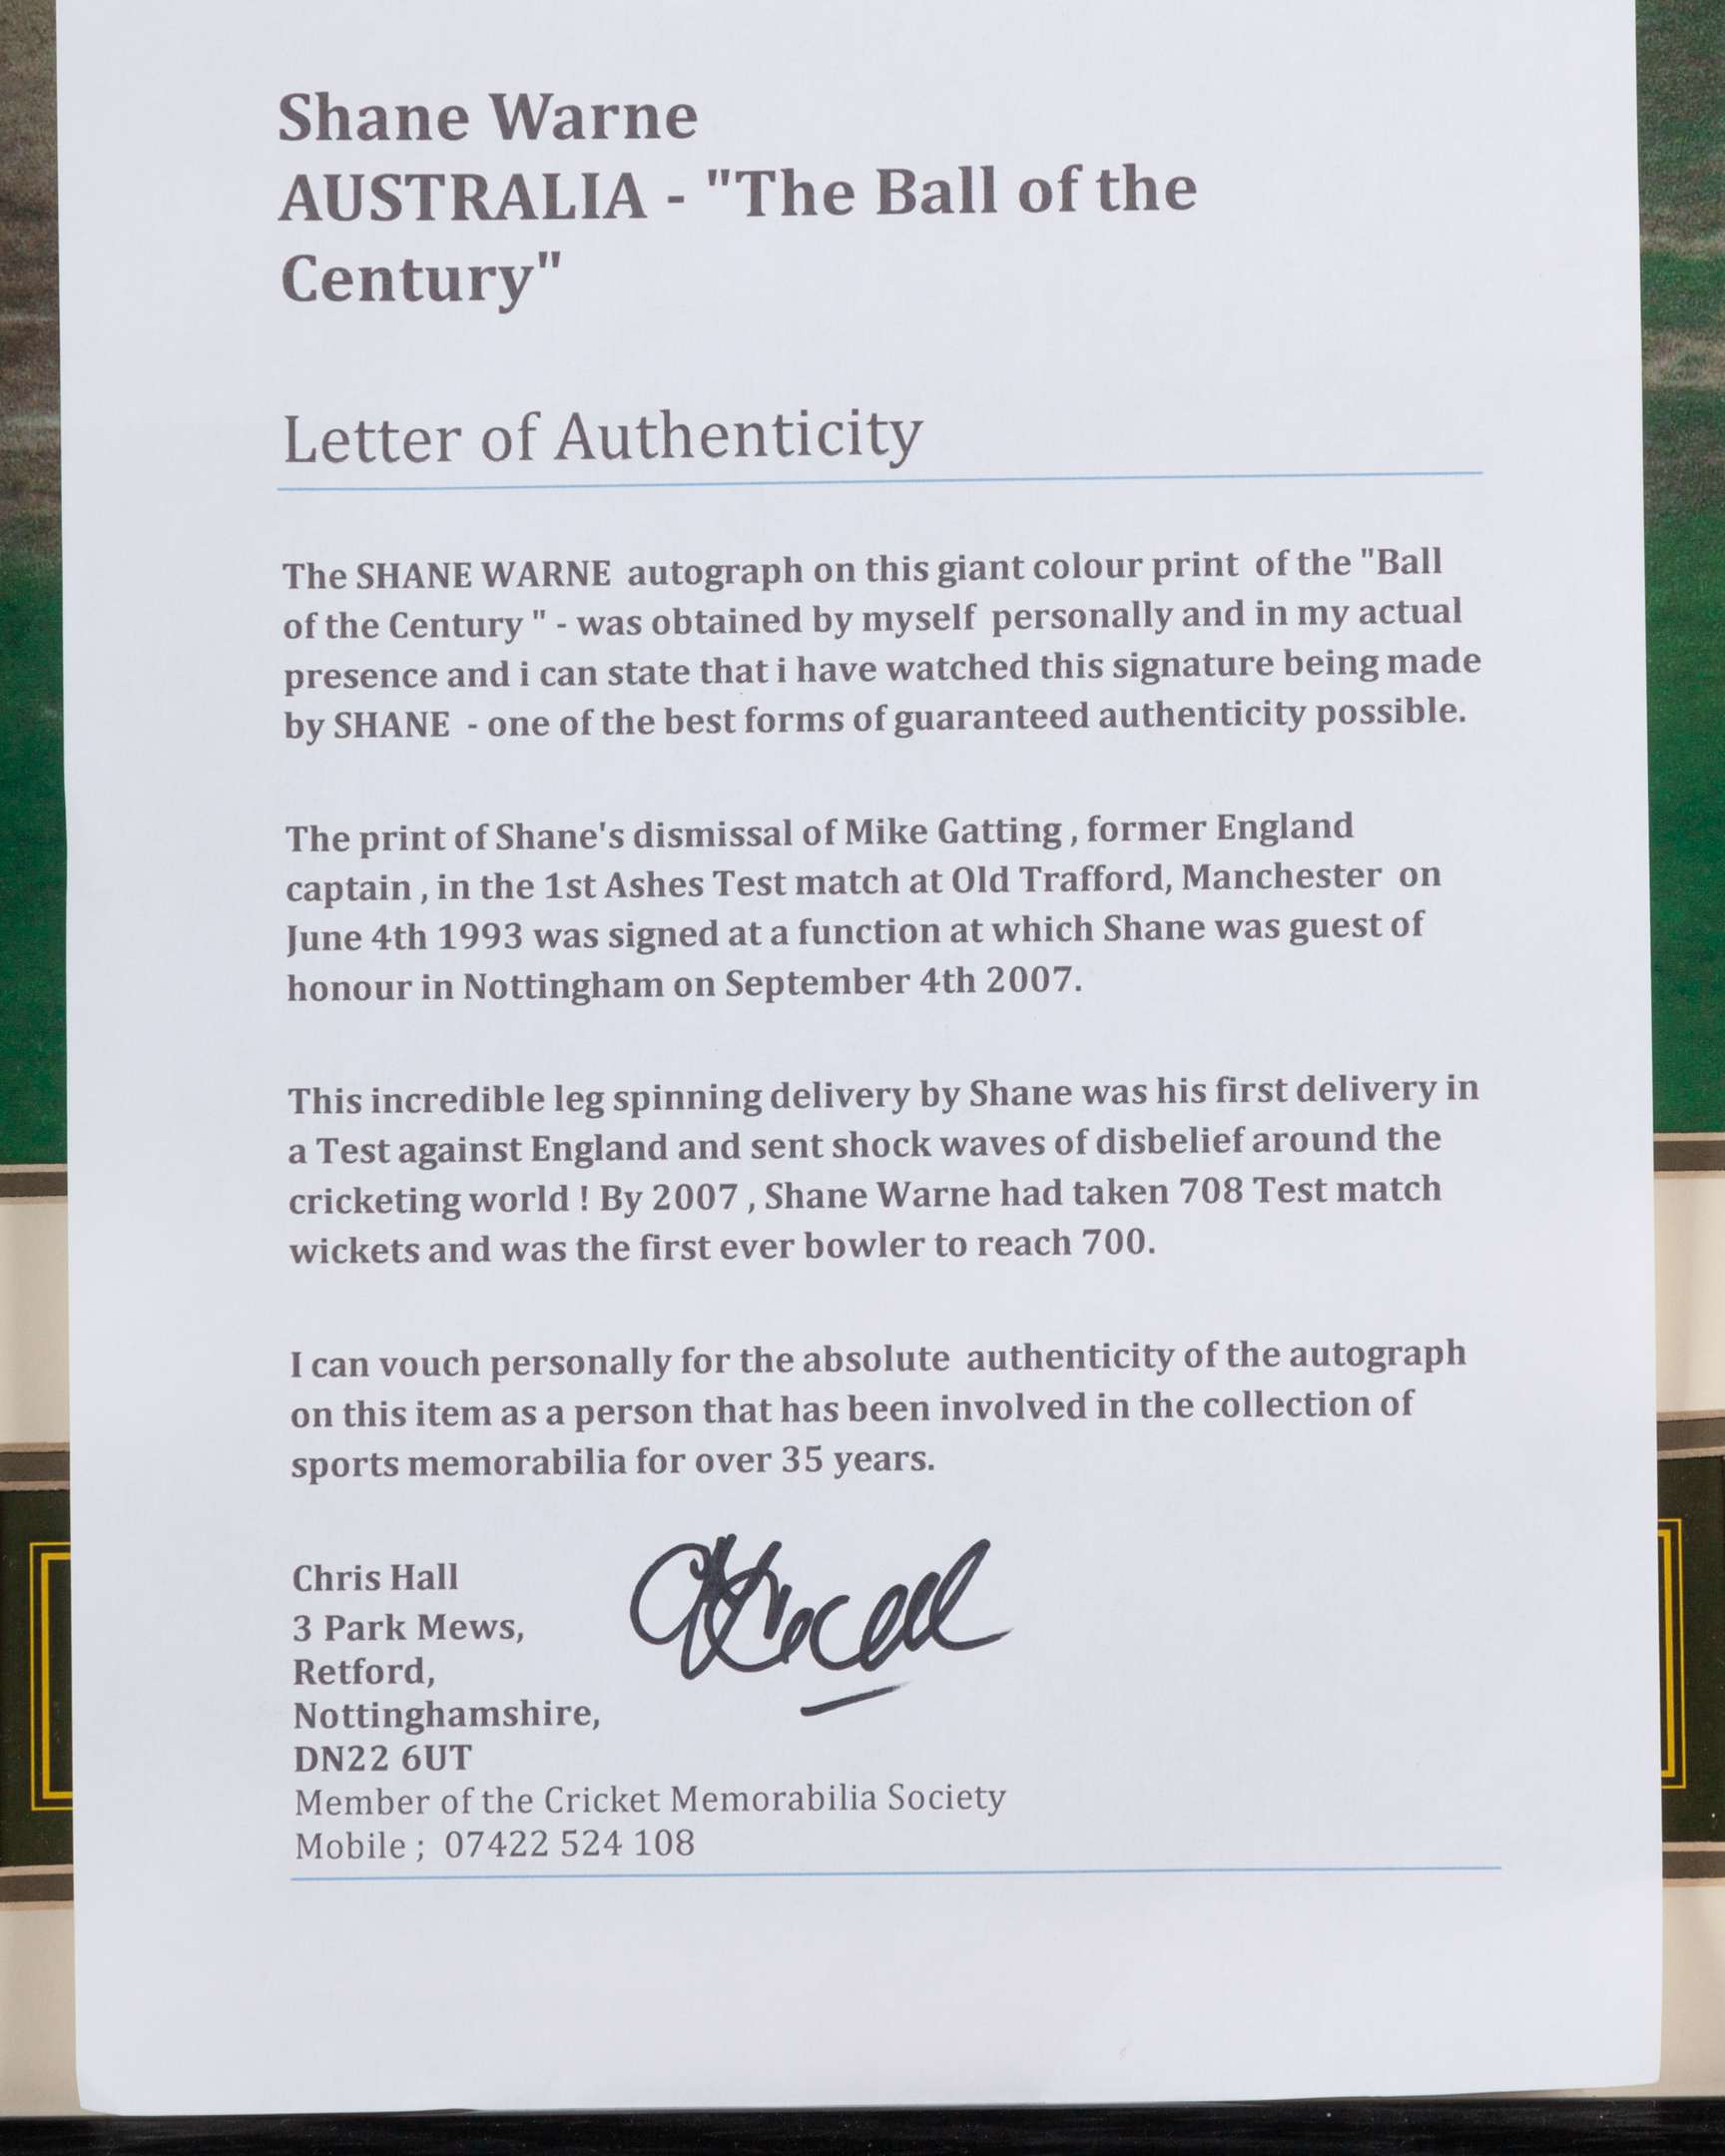 Shane Warne
AUSTRALIA - "The Ball of the
Century"
Letter of Authenticity
The SHANE WARNE autograph on this giant colour print of the "Ball
of the Century " - was obtained by myself personally and in my actual
presence and i can state that i have watched this signature being made
by SHANE - one of the best forms of guaranteed authenticity possible.
The print of Shane's dismissal of Mike Gatting , former England
captain , in the 1st Ashes Test match at Old Trafford, Manchester on
June 4th 1993 was signed at a function at which Shane was guest of
honour in Nottingham on September 4th 2007.
This incredible leg spinning delivery by Shane was his first delivery in
a Test against England and sent shock waves of disbelief around the
cricketing world ! By 2007 , Shane Warne had taken 708 Test match
wickets and was the first ever bowler to reach 700.
I can vouch personally for the absolute authenticity of the autograph
on this item as a person that has been involved in the collection of
sports memorabilia for over 35 years.
Chris Hall
3 Park Mews,
Retford,
Nottinghamshire,
DN22 6UT
Member of the Cricket Memorabilia Society
Mobile ; 07422 524 108